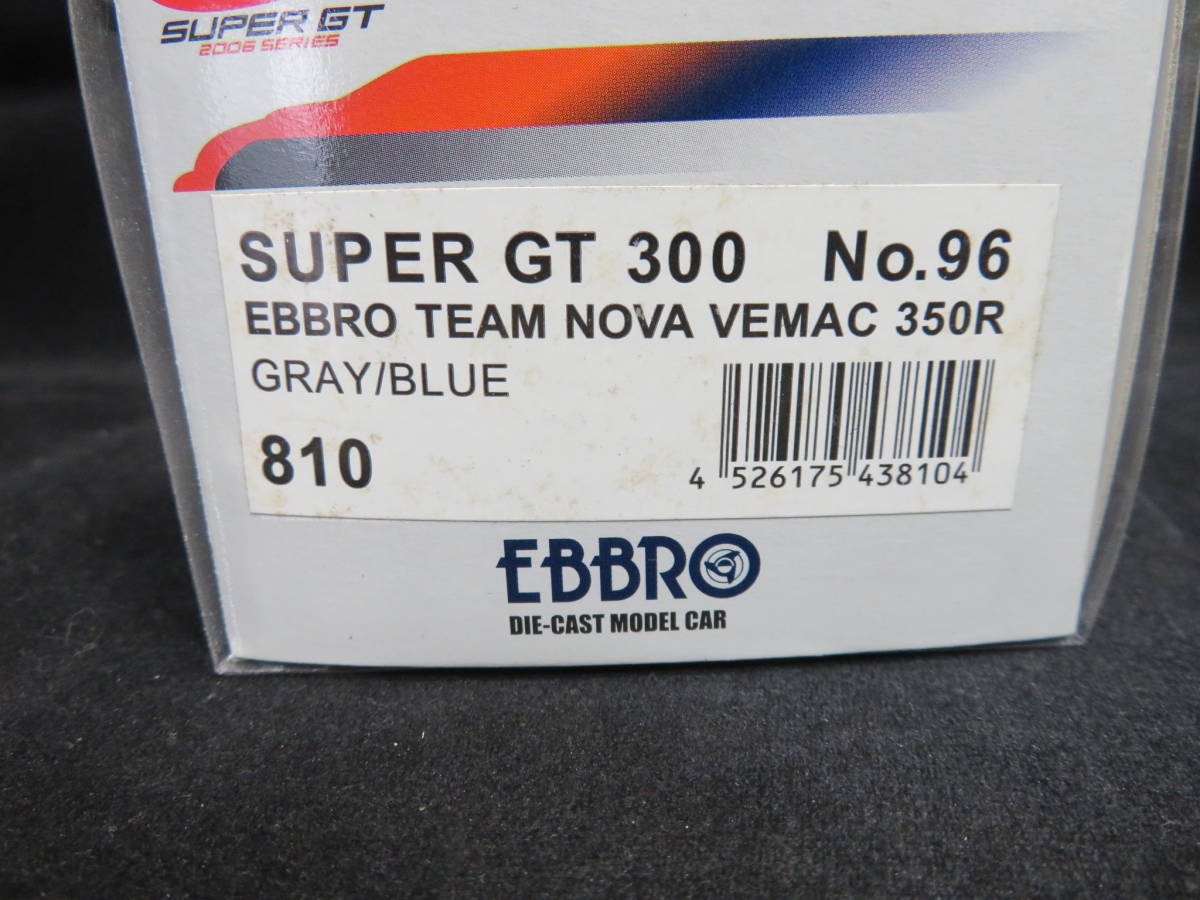 SUPER GT
2006 SERIES
SUPER GT 300 No.96
EBBRO TEAM NOVA VEMAC 350R
GRAY/BLUE
810
4 526175 438104
EBBRO
DIE-CAST MODEL CAR